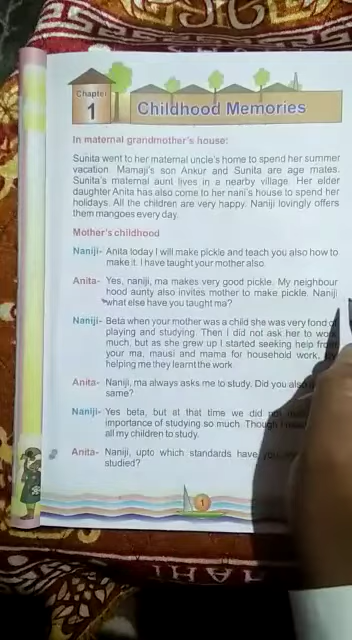 Chapter
1
Childhood Memories
In maternal grandmother's house:
Sunita went to her maternal uncle's home to spend her summer
vacation. Mamaji's son Ankur and Sunita are age mates.
Sunita's maternal aunt lives in a nearby village. Her elder
daughter Anita has also come to her nani's house to spend her
holidays. All the children are very happy. Naniji lovingly offers
them mangoes every day.
Mother's childhood
Naniji- Anita today I will make pickle and teach you also how to
make it. I have taught your mother also.
Anita- Yes, naniji, ma makes very good pickle. My neighbour
hood aunty also invites mother to make pickle. Naniji
what else have you taught ma?
Naniji- Beta when your mother was a child she was very fond
playing and studying. Then I did not ask her to
much, but as she grew up I started seeking help
your ma, mausi and mama for household work,
helping me they learnt the work
Anita- Naniji, ma always asks me to study. Did you
same?
Naniji- Yes beta, but at that time we did
importance of studying so much.
all my children to study.
Anita- Naniji, upto which standards have
studied?
1